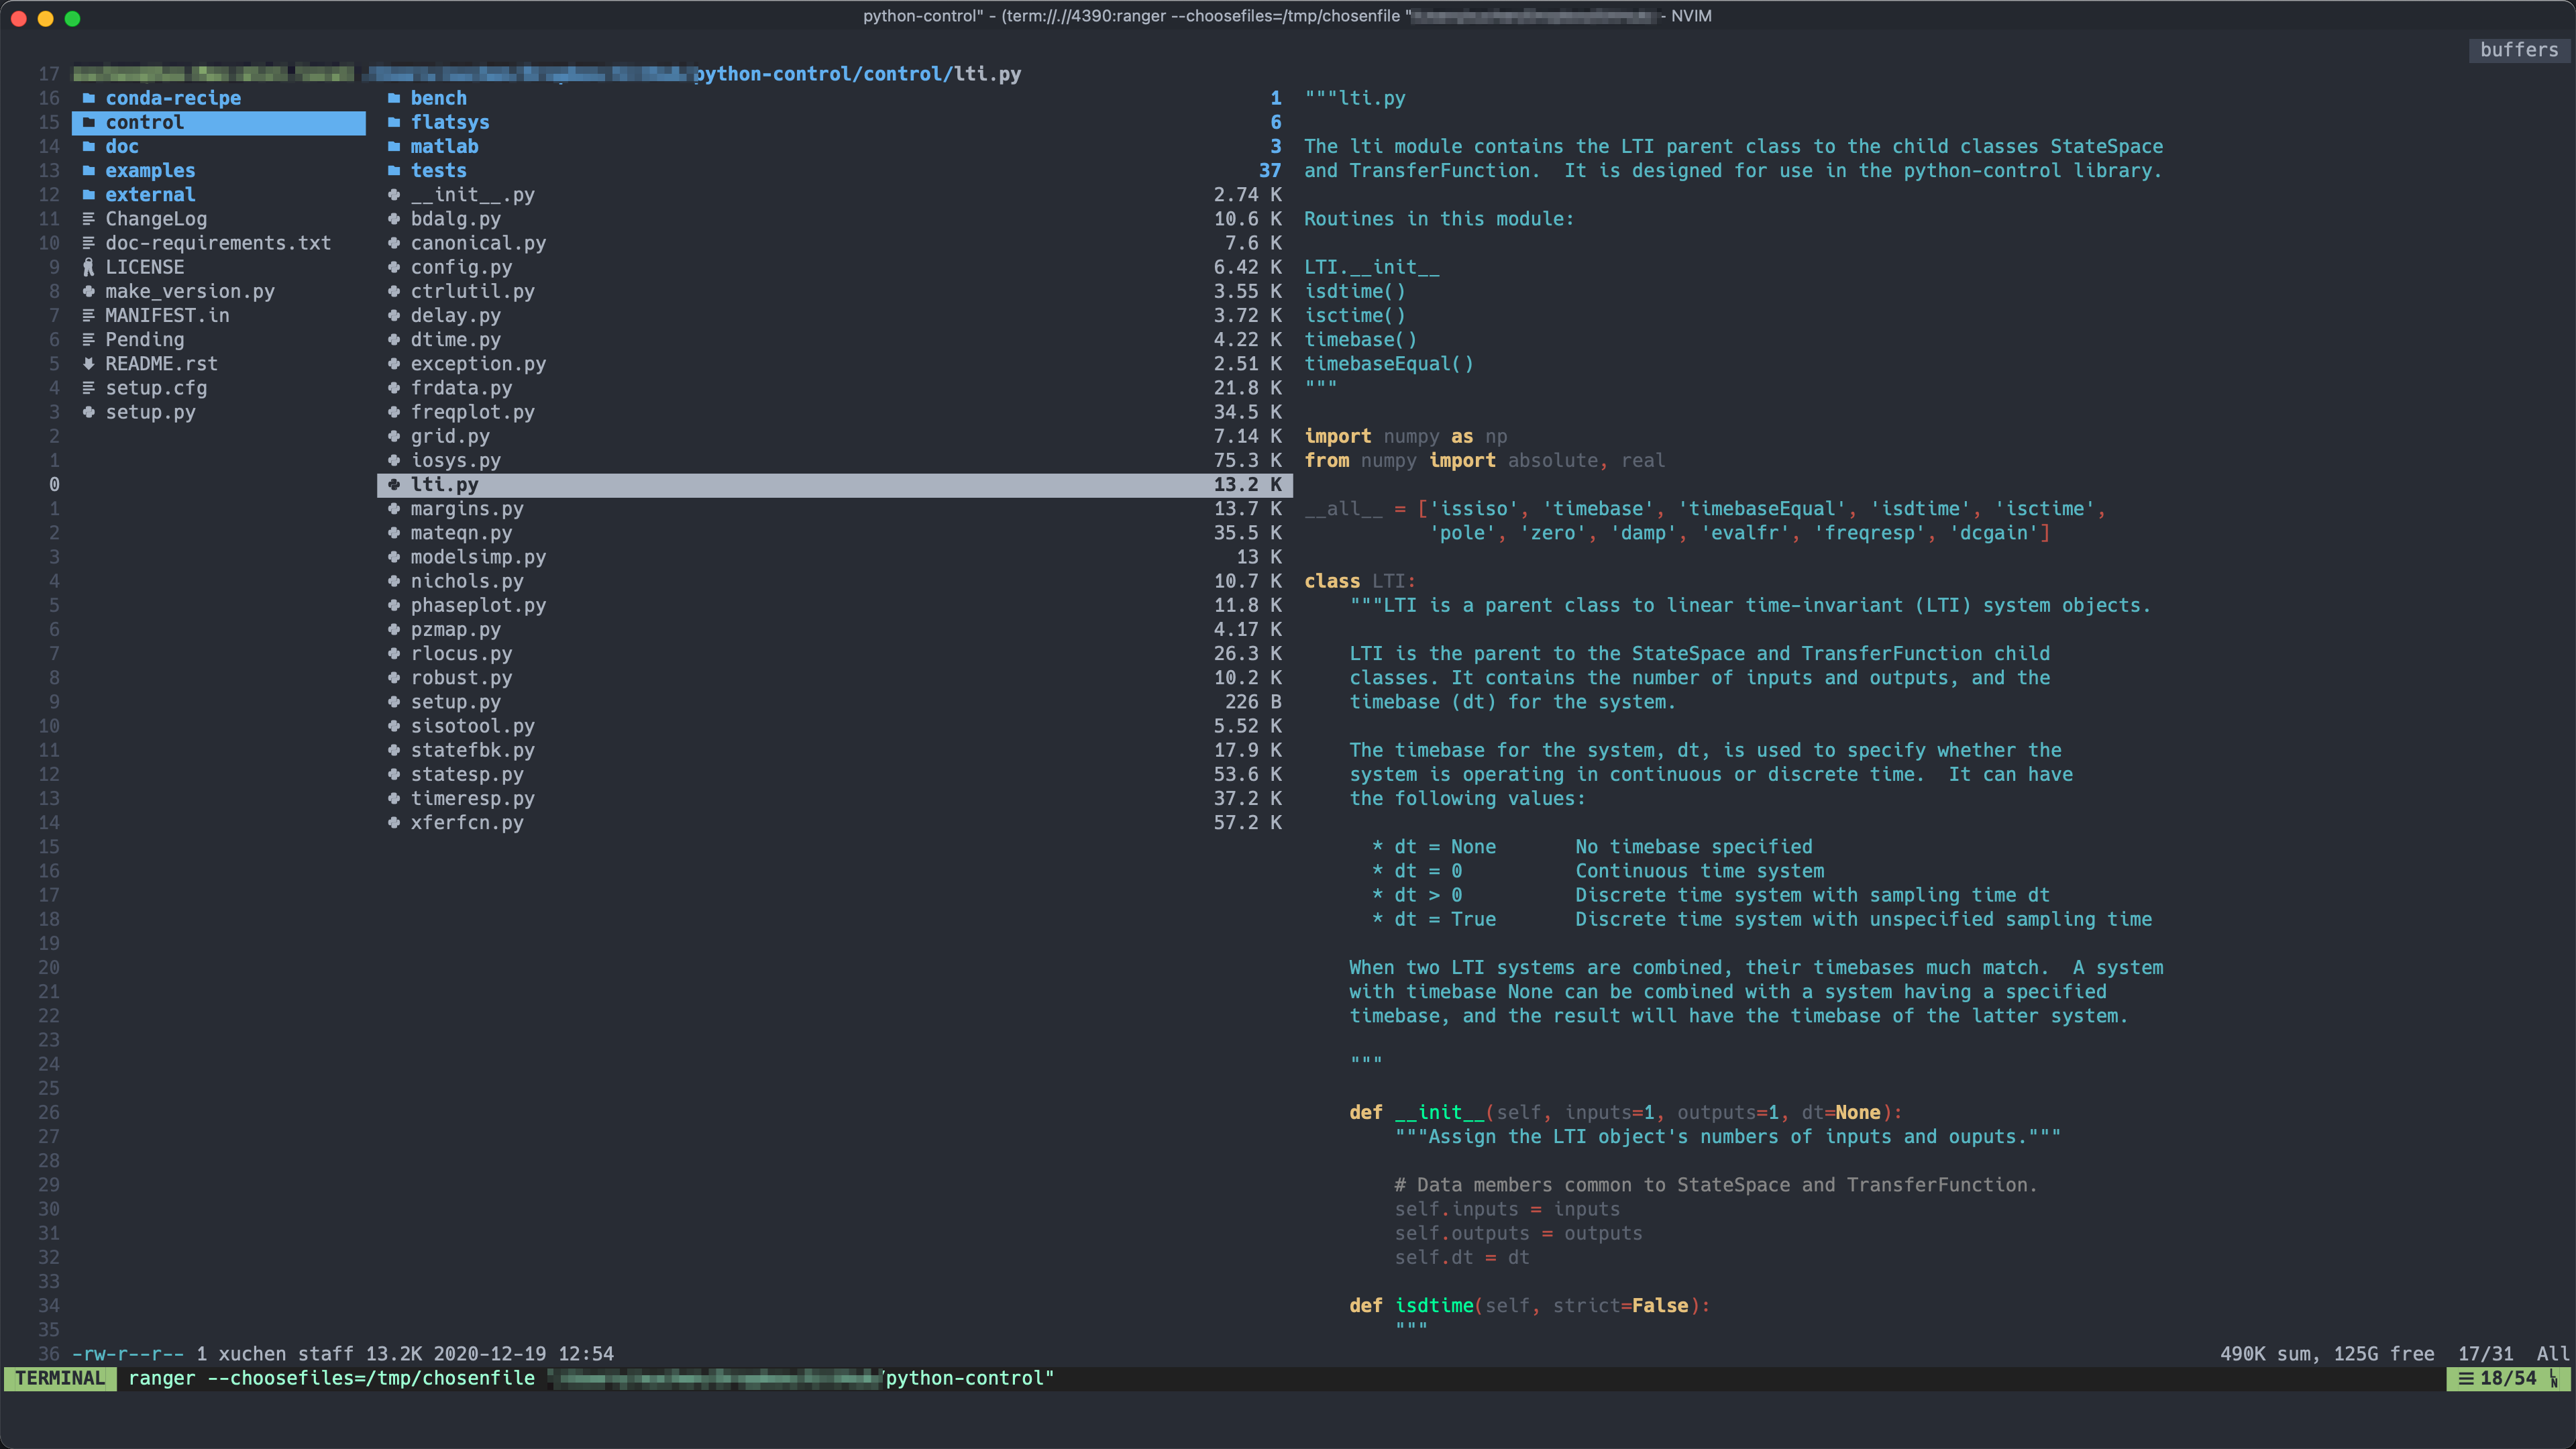 python-control" - (term://.//4390:ranger --choosefiles=/tmp/chosenfile " - NVIM
buffers
17 python-control/control/lti.py
16 conda-recipe bench 1 """lti.py
15 control flatsys 6
14 doc matlab 3 The lti module contains the LTI parent class to the child classes StateSpace
13 examples tests 37 and TransferFunction.  It is designed for use in the python-control library.
12 external __init__.py 2.74 K
11 ChangeLog bdalg.py 10.6 K Routines in this module:
10 doc-requirements.txt canonical.py 7.6 K
9 LICENSE config.py 6.42 K LTI.__init__
8 make_version.py ctrlutil.py 3.55 K isdtime()
7 MANIFEST.in delay.py 3.72 K isctime()
6 Pending dtime.py 4.22 K timebase()
5 README.rst exception.py 2.51 K timebaseEqual()
4 setup.cfg frdata.py 21.8 K """
3 setup.py freqplot.py 34.5 K
2 grid.py 7.14 K import numpy as np
1 iosys.py 75.3 K from numpy import absolute, real
0 lti.py 13.2 K
1 margins.py 13.7 K __all__ = ['issiso', 'timebase', 'timebaseEqual', 'isdtime', 'isctime',
2 mateqn.py 35.5 K 'pole', 'zero', 'damp', 'evalfr', 'freqresp', 'dcgain']
3 modelsimp.py 13 K
4 nichols.py 10.7 K class LTI:
5 phaseplot.py 11.8 K """LTI is a parent class to linear time-invariant (LTI) system objects.
6 pzmap.py 4.17 K
7 rlocus.py 26.3 K LTI is the parent to the StateSpace and TransferFunction child
8 robust.py 10.2 K classes. It contains the number of inputs and outputs, and the
9 setup.py 226 B timebase (dt) for the system.
10 sisotool.py 5.52 K
11 statefbk.py 17.9 K The timebase for the system, dt, is used to specify whether the
12 statesp.py 53.6 K system is operating in continuous or discrete time.  It can have
13 timeresp.py 37.2 K the following values:
14 xferfcn.py 57.2 K
15 * dt = None No timebase specified
16 * dt = 0 Continuous time system
17 * dt > 0 Discrete time system with sampling time dt
18 * dt = True Discrete time system with unspecified sampling time
19
20 When two LTI systems are combined, their timebases much match.  A system
21 with timebase None can be combined with a system having a specified
22 timebase, and the result will have the timebase of the latter system.
23
24 """
25
26 def __init__(self, inputs=1, outputs=1, dt=None):
27 """Assign the LTI object's numbers of inputs and ouputs."""
28
29 # Data members common to StateSpace and TransferFunction.
30 self.inputs = inputs
31 self.outputs = outputs
32 self.dt = dt
33
34 def isdtime(self, strict=False):
35 """
36 -rw-r--r-- 1 xuchen staff 13.2K 2020-12-19 12:54 490K sum, 125G free 17/31 All
TERMINAL ranger --choosefiles=/tmp/chosenfile python-control" 18/54